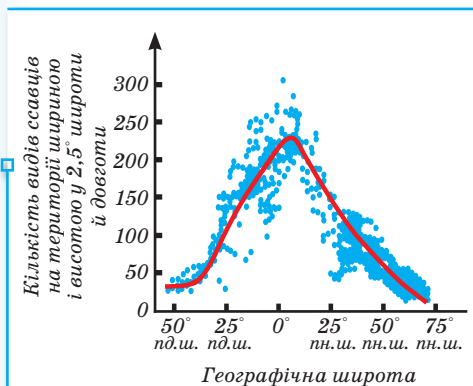 Кількість видів ссавців
на території шириною
і висотою у 2,5° широти
й довготи
300
250
200
150
100
50
0
50° 25° 0° 25° 50° 75°
пд.ш. пд.ш. пн.ш. пн.ш. пн.ш.
Географічна широта